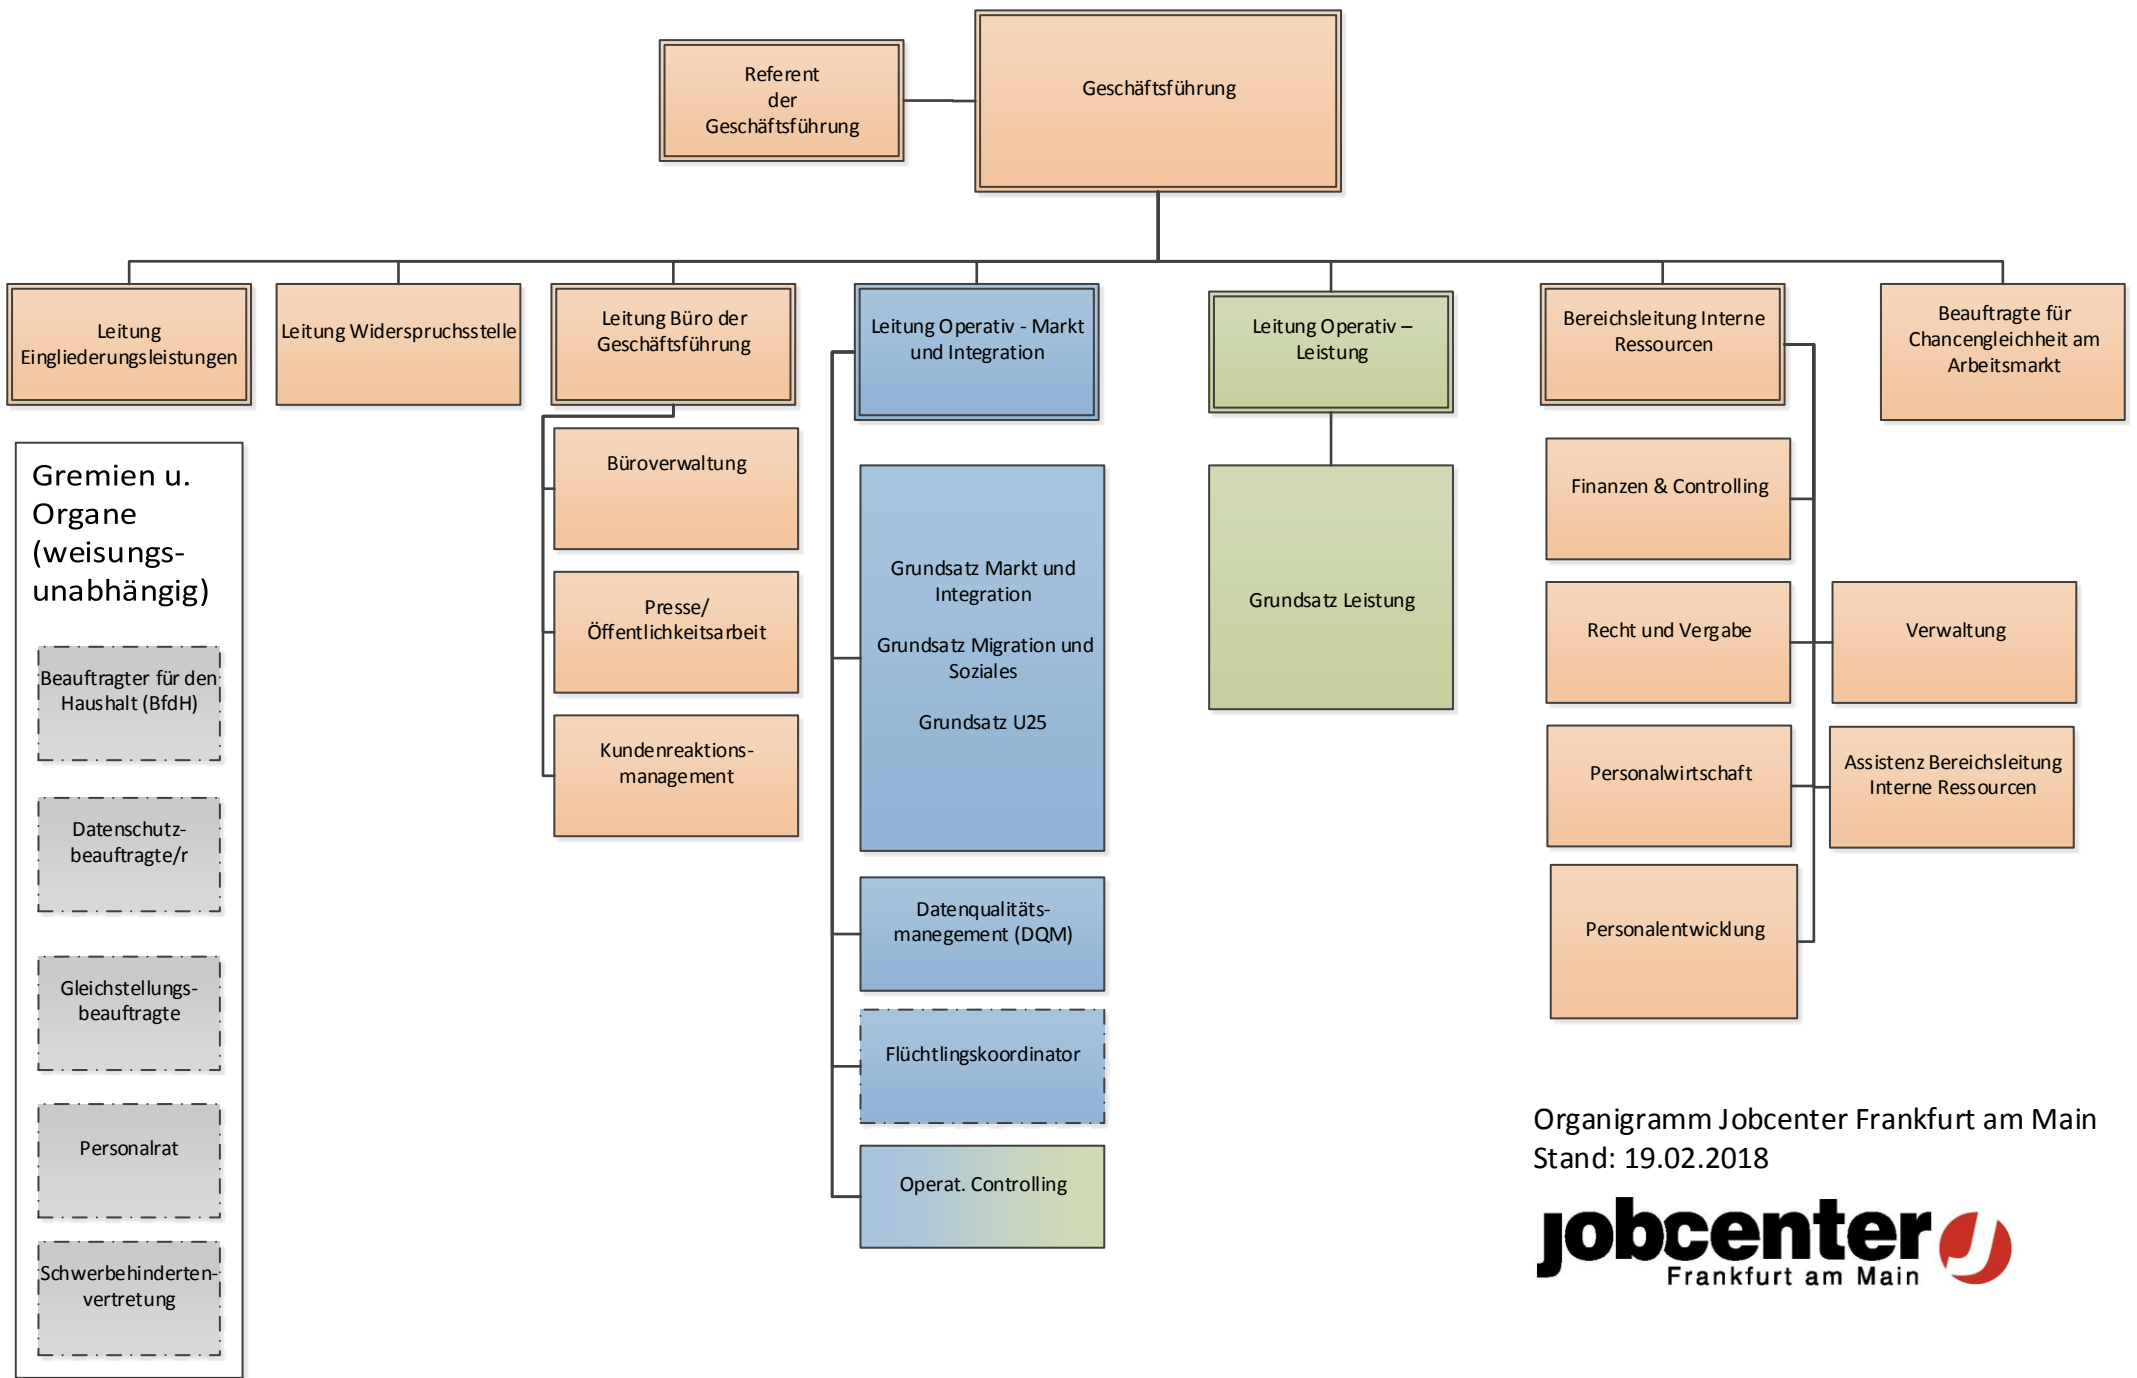 Referent
der
Geschäftsführung
Geschäftsführung
Leitung
Eingliederungsleistungen
Leitung Widerspruchsstelle
Leitung Büro der
Geschäftsführung
Leitung Operativ - Markt
und Integration
Leitung Operativ –
Leistung
Bereichsleitung Interne
Ressourcen
Beauftragte für
Chancengleichheit am
Arbeitsmarkt
Gremien u.
Organe
(weisungs-
unabhängig)
Beauftragter für den
Haushalt (BfdH)
Datenschutz-
beauftragte/r
Gleichstellungs-
beauftragte
Personalrat
Schwerbehinderten-
vertretung
Büroverwaltung
Presse/
Öffentlichkeitsarbeit
Kundenreaktions-
management
Grundsatz Markt und
Integration
Grundsatz Migration und
Soziales
Grundsatz U25
Datenqualitäts-
manegement (DQM)
Flüchtlingskoordinator
Operat. Controlling
Grundsatz Leistung
Finanzen & Controlling
Recht und Vergabe
Verwaltung
Personalwirtschaft
Assistenz Bereichsleitung
Interne Ressourcen
Personalentwicklung
Organigramm Jobcenter Frankfurt am Main
Stand: 19.02.2018
jobcenter
Frankfurt am Main